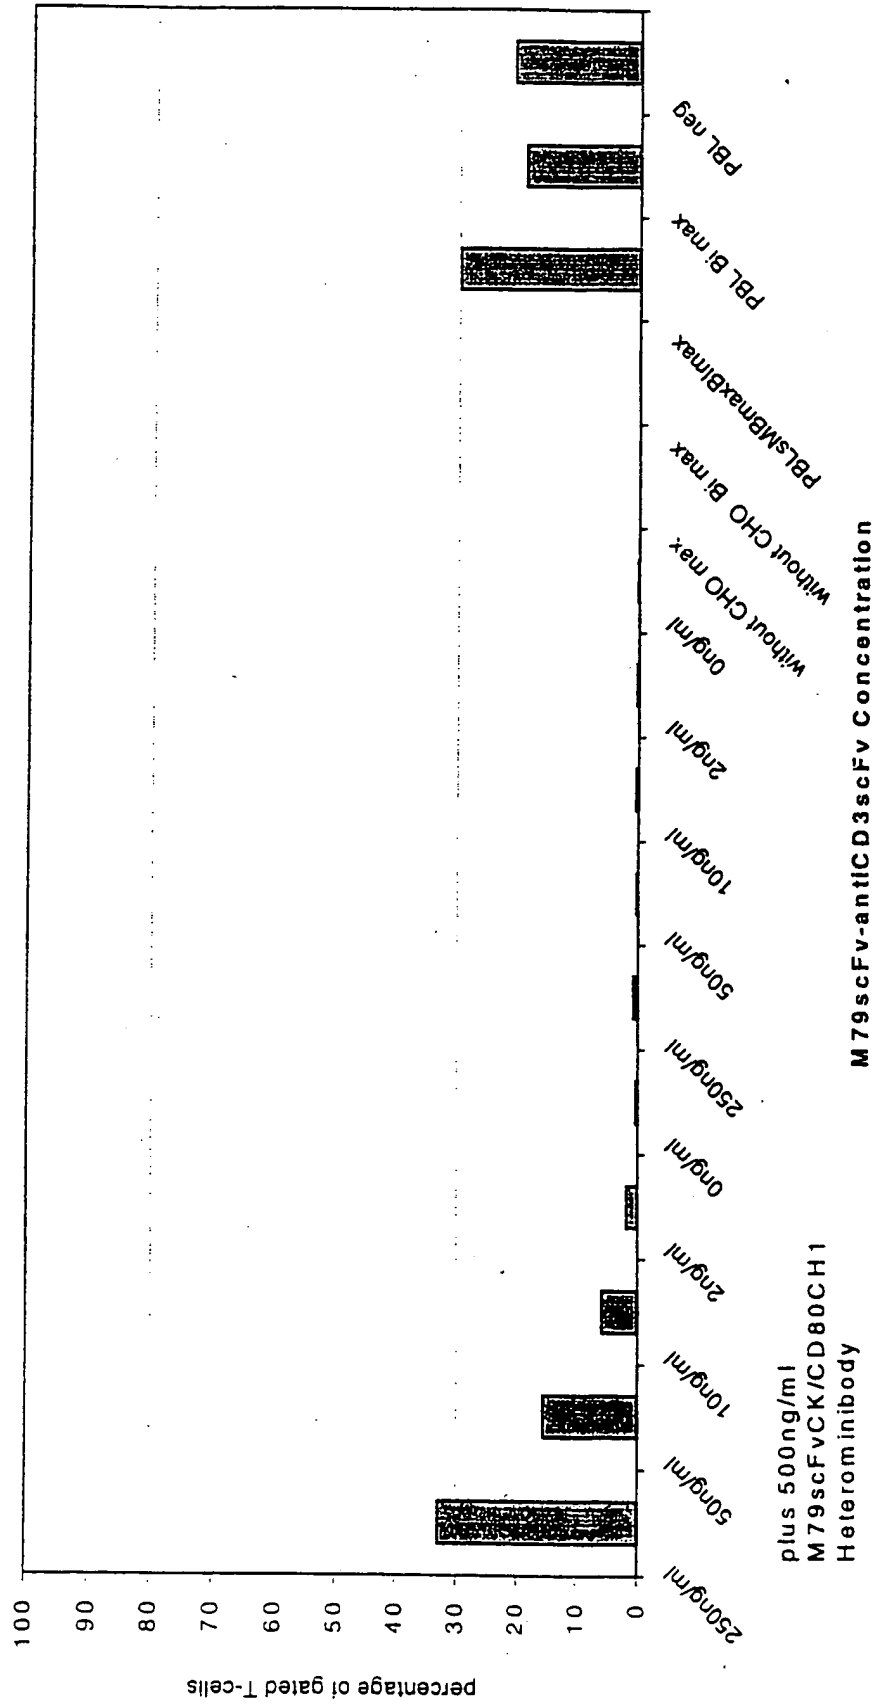 percentage of gated T-cells
100
90
80
70
60
50
40
30
20
10
0
250ng/ml
50ng/ml
10ng/ml
2ng/ml
0ng/ml
250ng/ml
50ng/ml
10ng/ml
2ng/ml
0ng/ml
without CHO max
without CHO Bi max
PBLsMBmaxBimax
PBL Bi max
PBL neg
plus 500ng/ml
M79scFvCK/CD80CH1
Heterominibody
M79scFv-antiCD3scFv Concentration